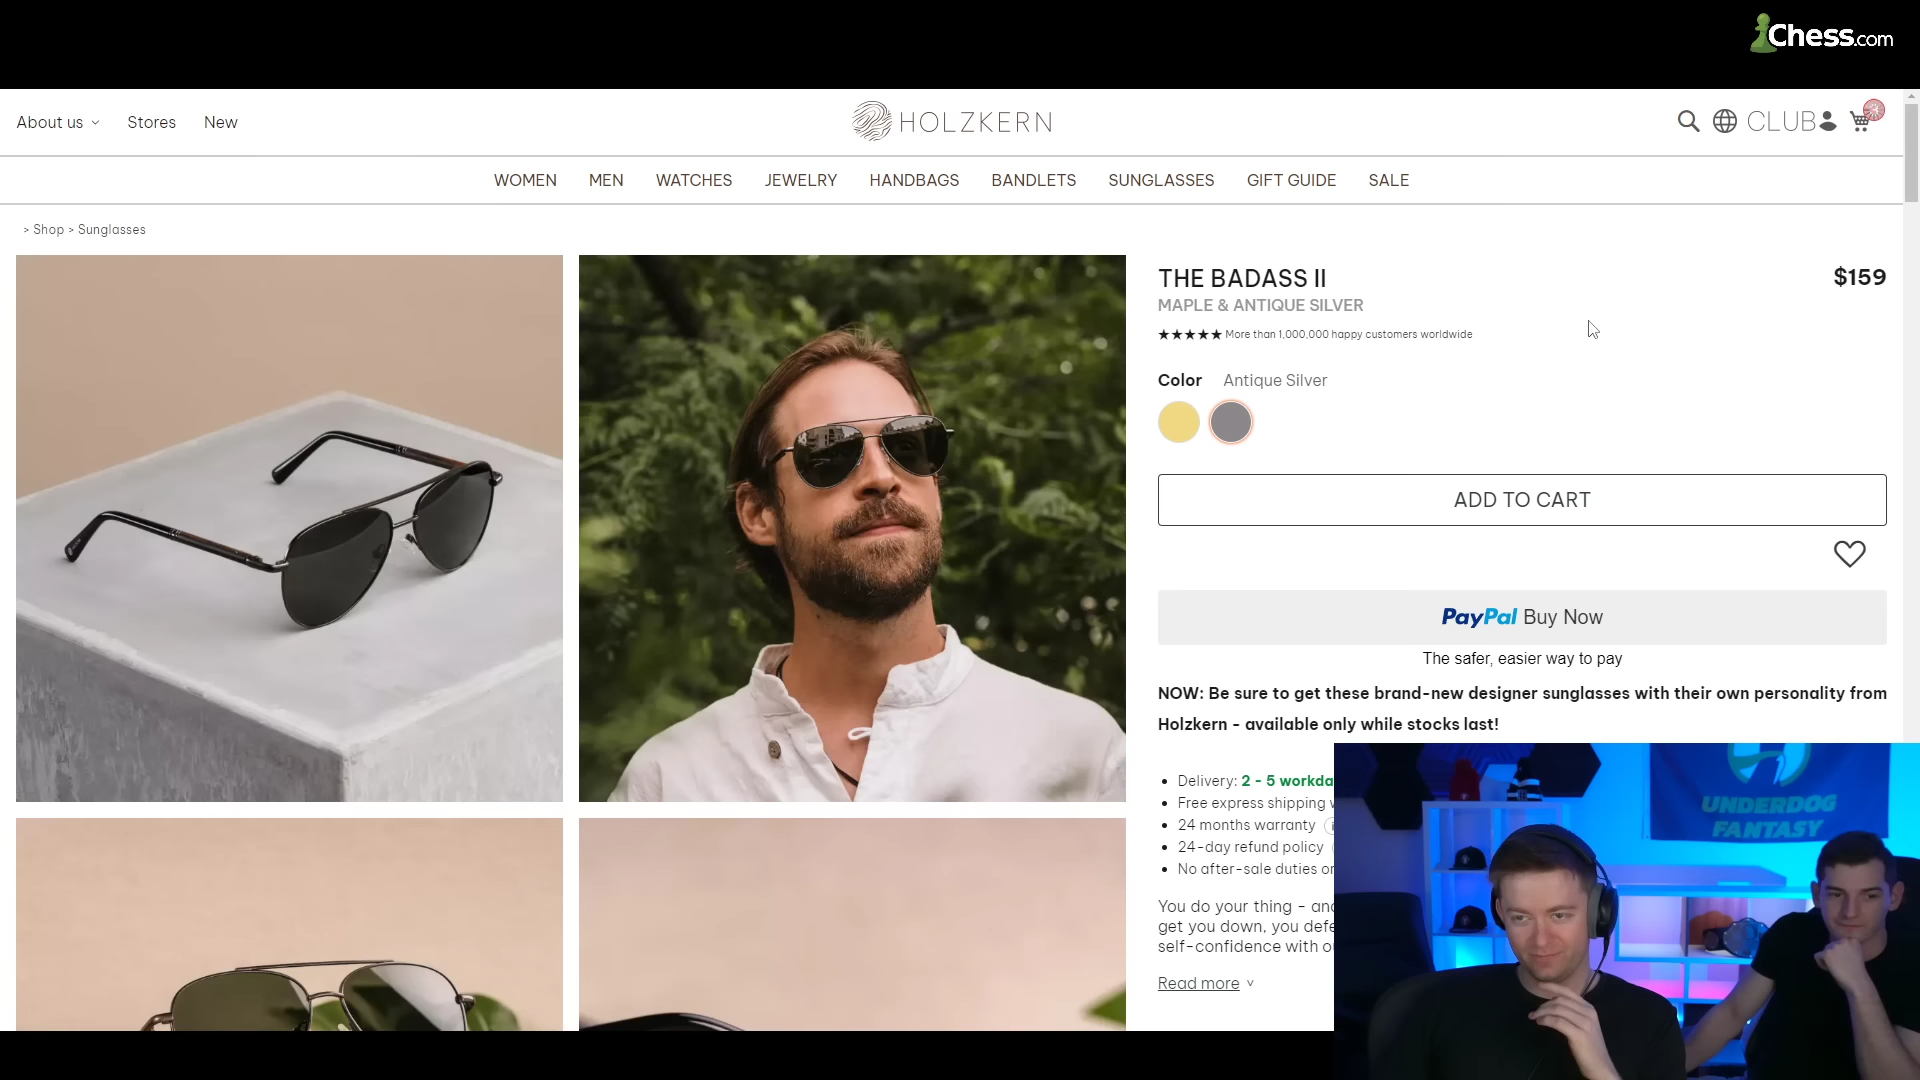 Chess.com
About us
Stores
New
HOLZKERN
CLUB
WOMEN
MEN
WATCHES
JEWELRY
HANDBAGS
BANDLETS
SUNGLASSES
GIFT GUIDE
SALE
> Shop > Sunglasses
THE BADASS II
$159
MAPLE & ANTIQUE SILVER
★★★★★ More than 1,000,000 happy customers worldwide
Color Antique Silver
ADD TO CART
PayPal Buy Now
The safer, easier way to pay
NOW: Be sure to get these brand-new designer sunglasses with their own personality from
Holzkern - available only while stocks last!
• Delivery: 2 - 5 workda
• Free express shipping
• 24 months warranty
• 24-day refund policy
• No after-sale duties or
You do your thing -
get you down, you
self-confidence with
Read more
UNDERDOG
FANTASY